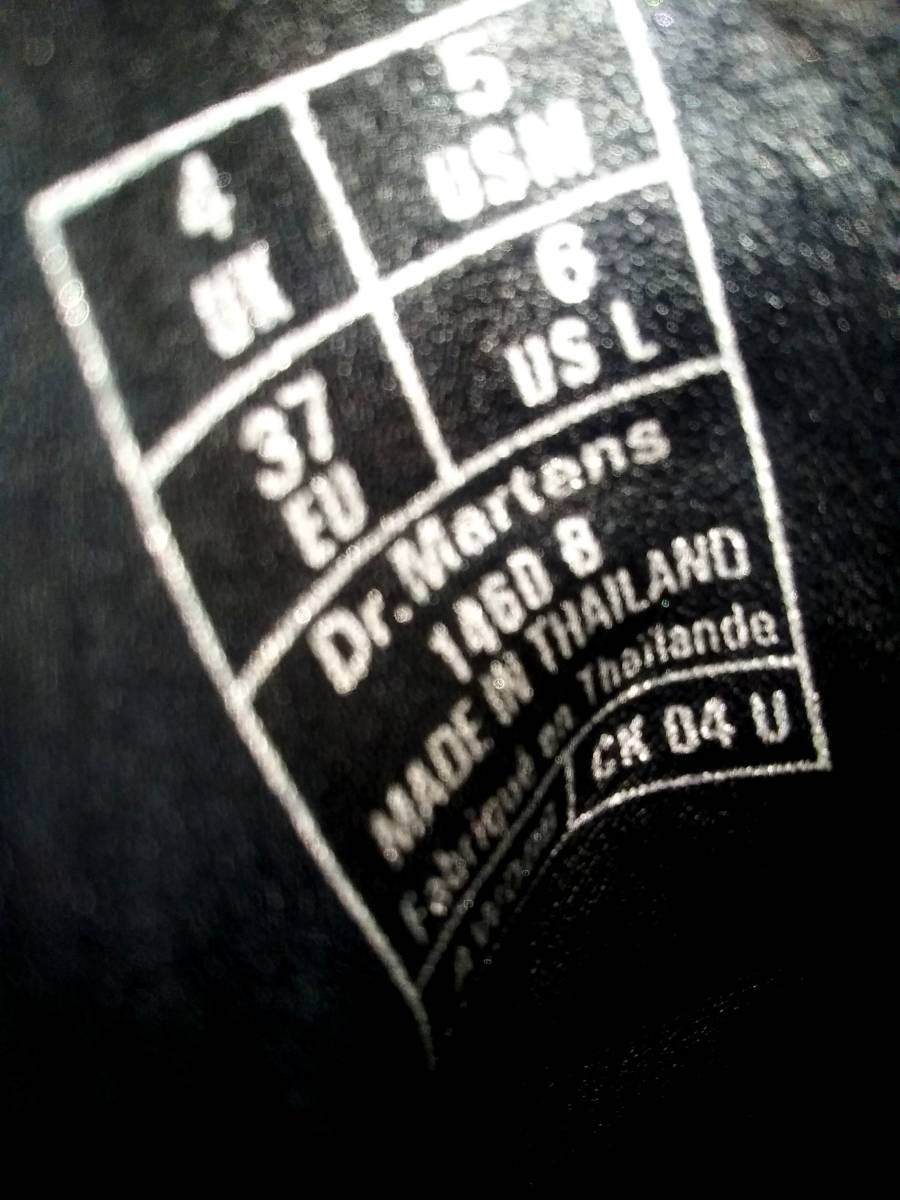 4
UK
5
USM
37
EU
6
US L
Dr.Martens
1460 8
MADE IN THAILAND
Fabriqué en Thaïlande
CK 04 U